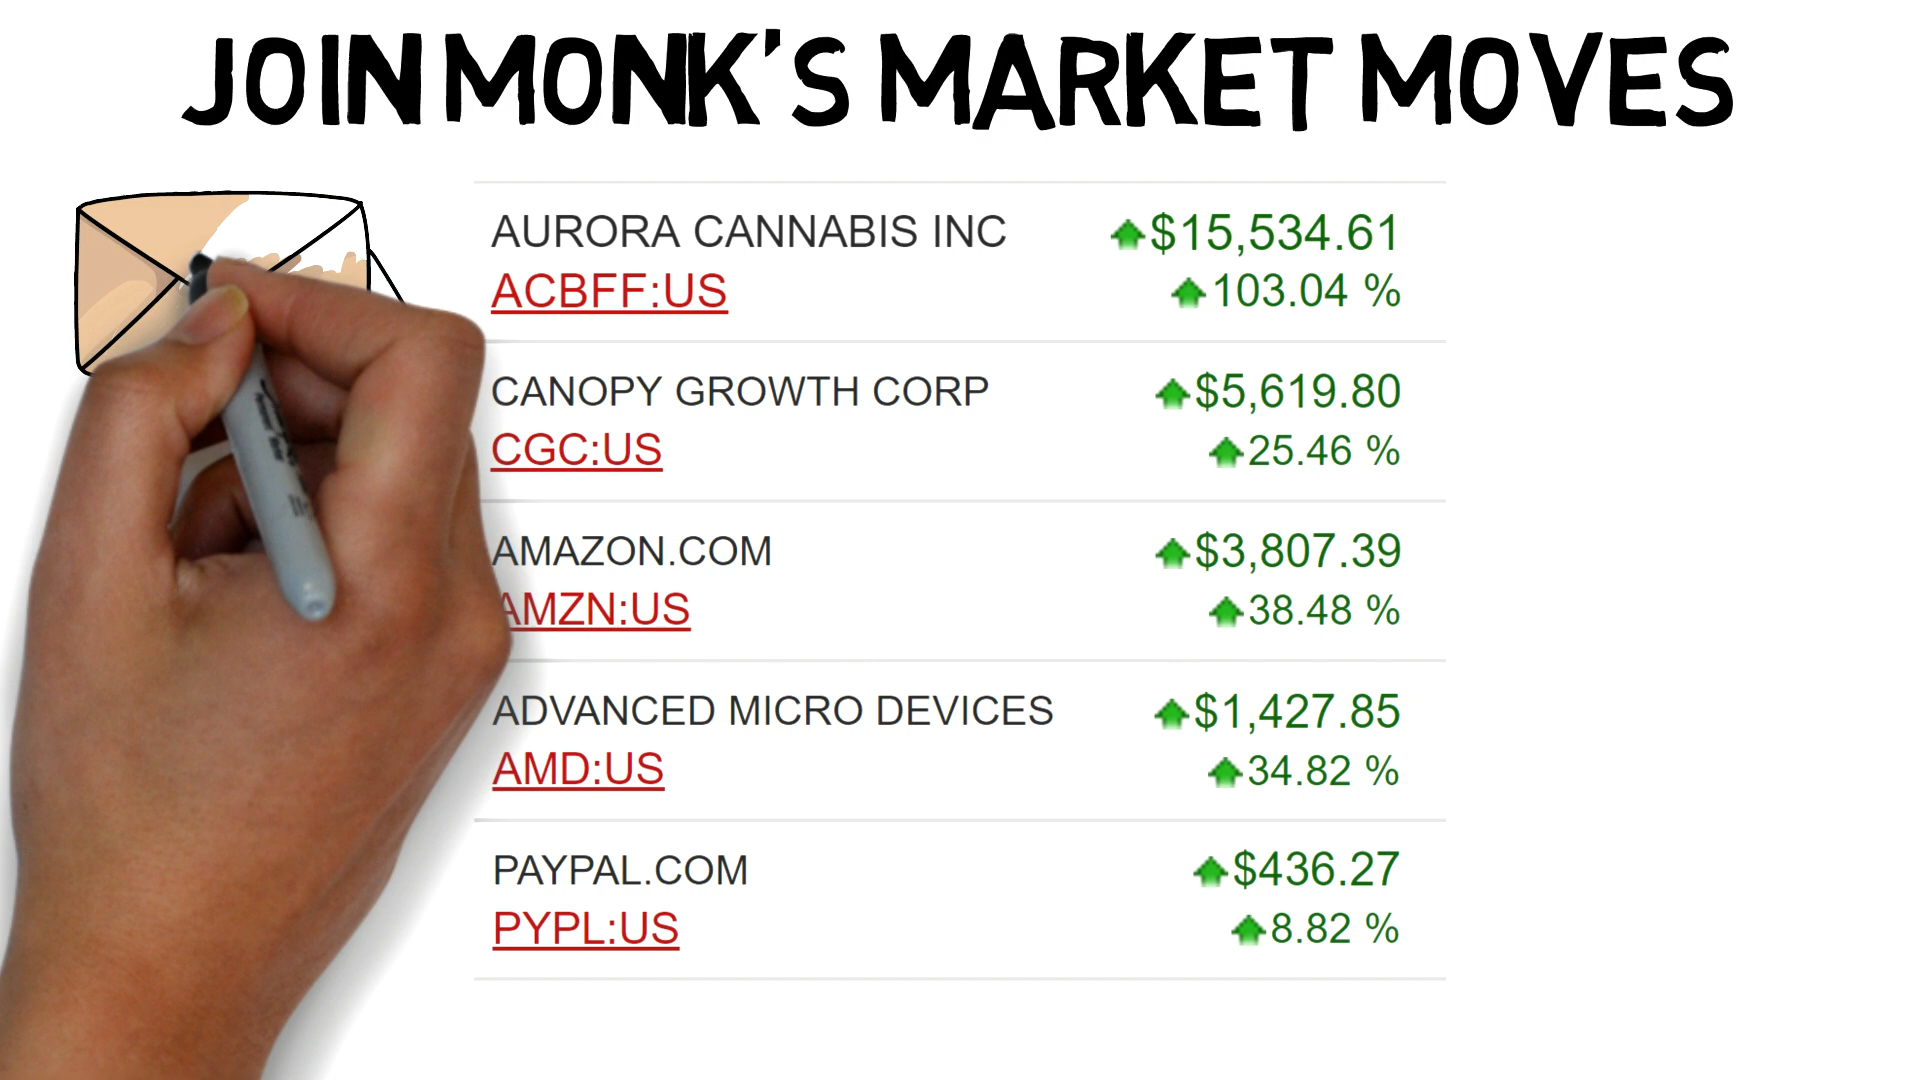 JOIN MONK'S MARKET MOVES
AURORA CANNABIS INC
$15,534.61
ACBFF:US
103.04 %
CANOPY GROWTH CORP
$5,619.80
CGC:US
25.46 %
AMAZON.COM
$3,807.39
AMZN:US
38.48 %
ADVANCED MICRO DEVICES
$1,427.85
AMD:US
34.82 %
PAYPAL.COM
$436.27
PYPL:US
8.82 %